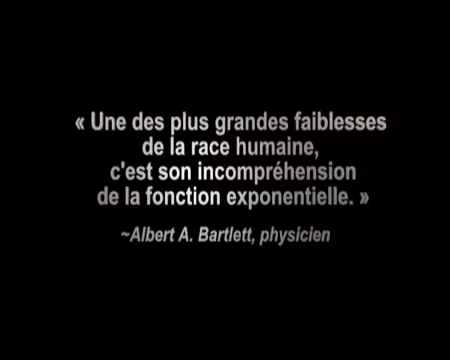 « Une des plus grandes faiblesses
de la race humaine,
c'est son incompréhension
de la fonction exponentielle. »
~Albert A. Bartlett, physicien